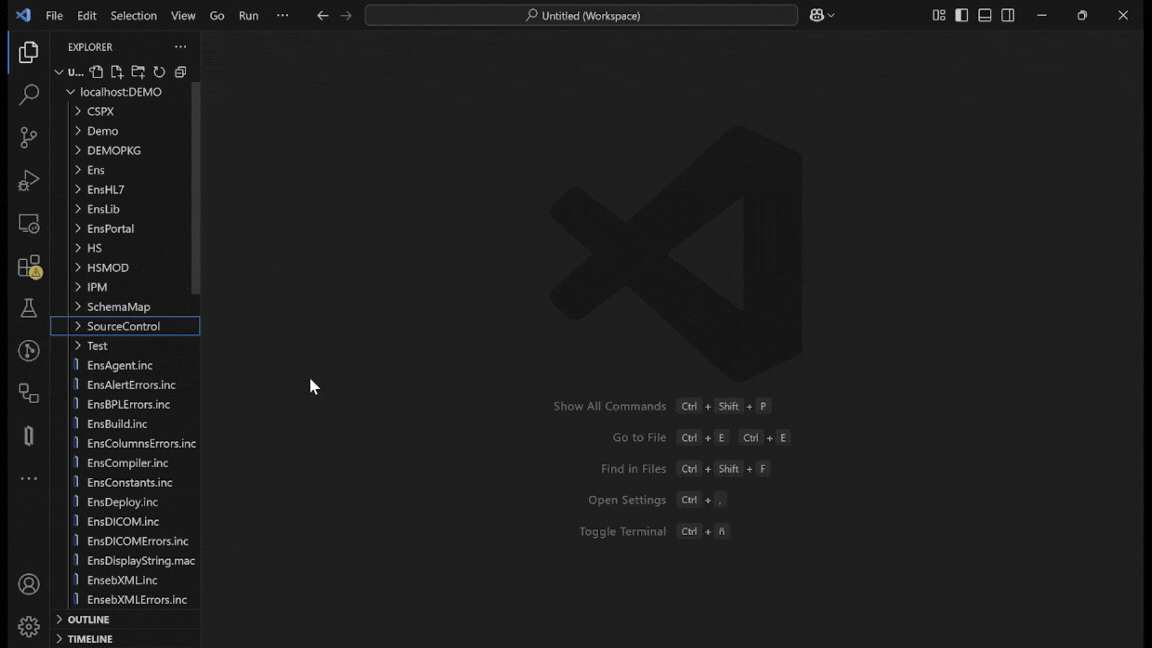 File Edit Selection View Go Run ··· Untitled (Workspace)
EXPLORER ···
U...
localhost:DEMO
CSPX
Demo
DEMOPKG
Ens
EnsHL7
EnsLib
EnsPortal
HS
HSMOD
IPM
SchemaMap
SourceControl
Test
EnsAgent.inc
EnsAlertErrors.inc
EnsBPLErrors.inc
EnsBuild.inc
EnsColumnsErrors.inc
EnsCompiler.inc
EnsConstants.inc
EnsDeploy.inc
EnsDICOM.inc
EnsDICOMErrors.inc
EnsDisplayString.mac
EnsebXML.inc
EnsebXMLErrors.inc
OUTLINE
TIMELINE
Show All Commands Ctrl + Shift + P
Go to File Ctrl + E Ctrl + E
Find in Files Ctrl + Shift + F
Open Settings Ctrl + ,
Toggle Terminal Ctrl + ñ